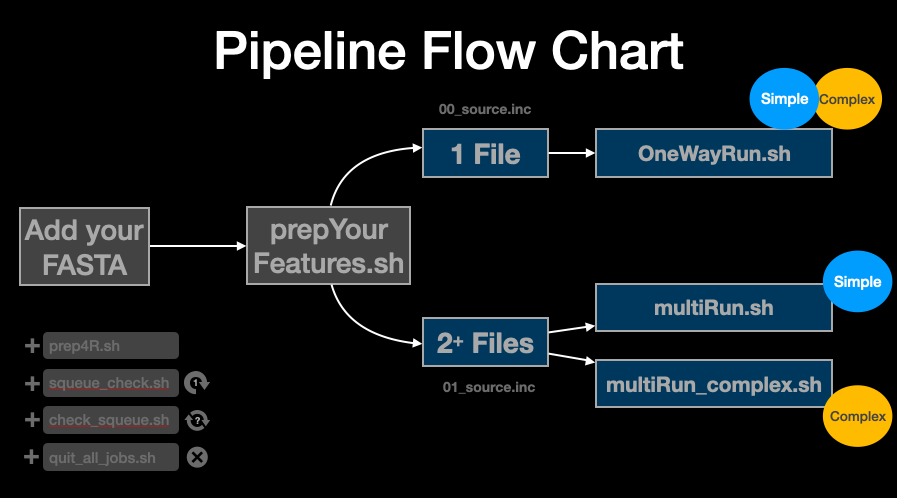 Pipeline Flow Chart
Simple
Complex
00_source.inc
1 File
OneWayRun.sh
Add your
FASTA
prepYour
Features.sh
Simple
multiRun.sh
2+ Files
multiRun_complex.sh
01_source.inc
Complex
+ prep4R.sh
+ squeue_check.sh 1
+ check_squeue.sh ?
+ quit_all_jobs.sh